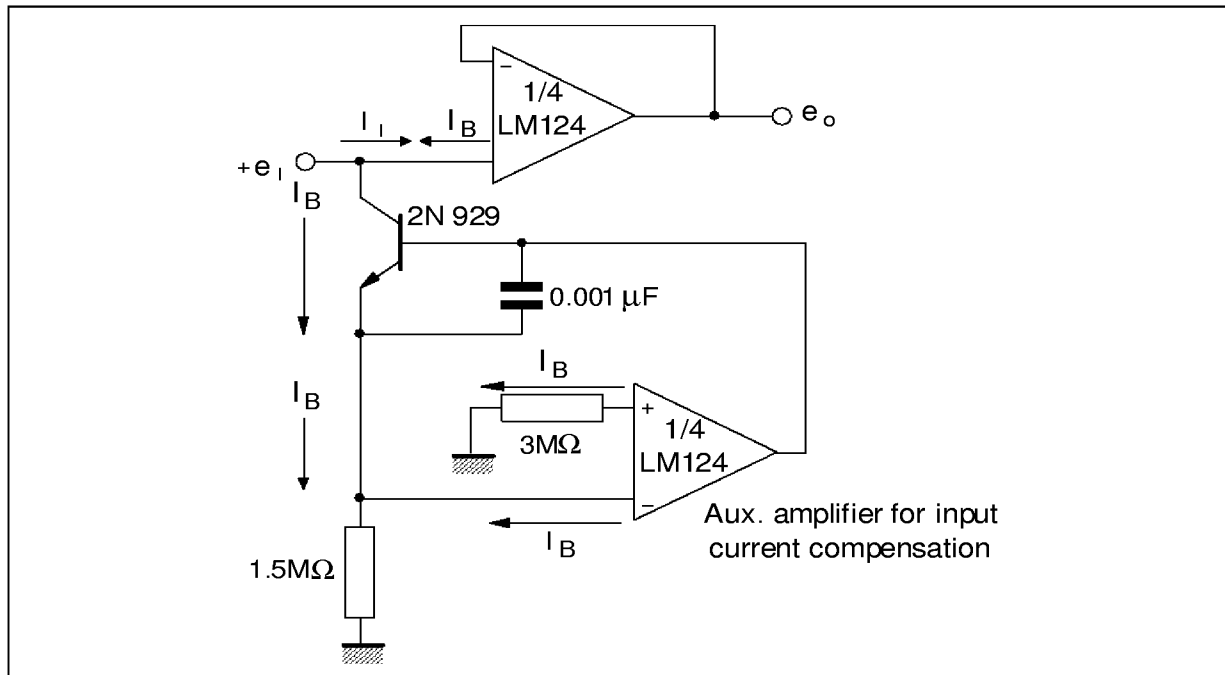 1/4
LM124
e o
I I
I B
+e I
I B
2N 929
0.001 μF
I B
I B
+
1/4
3MΩ
LM124
I B
Aux. amplifier for input
current compensation
1.5MΩ